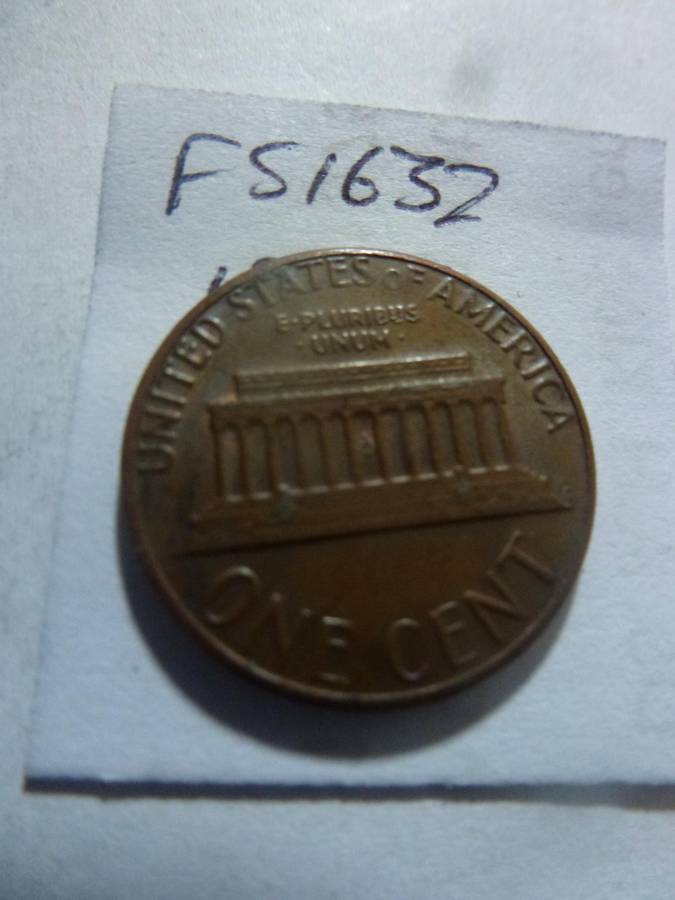 FS1632
UNITED STATES OF AMERICA
E·PLURIBUS
·UNUM·
ONE CENT